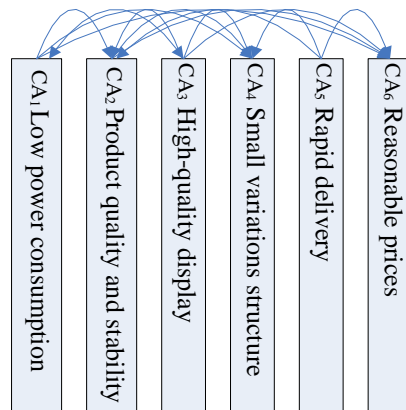 CA₁ Low power consumption
CA₂ Product quality and stability
CA₃ High-quality display
CA₄ Small variations structure
CA₅ Rapid delivery
CA₆ Reasonable prices